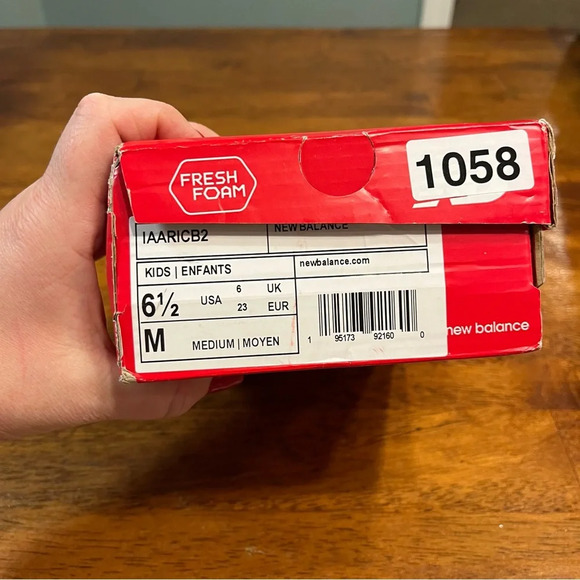 FRESH
FOAM
1058
IAARICB2
NEW BALANCE
KIDS | ENFANTS
newbalance.com
6½ USA 6 UK
23 EUR
M MEDIUM | MOYEN
1 95173 92160 0
new balance